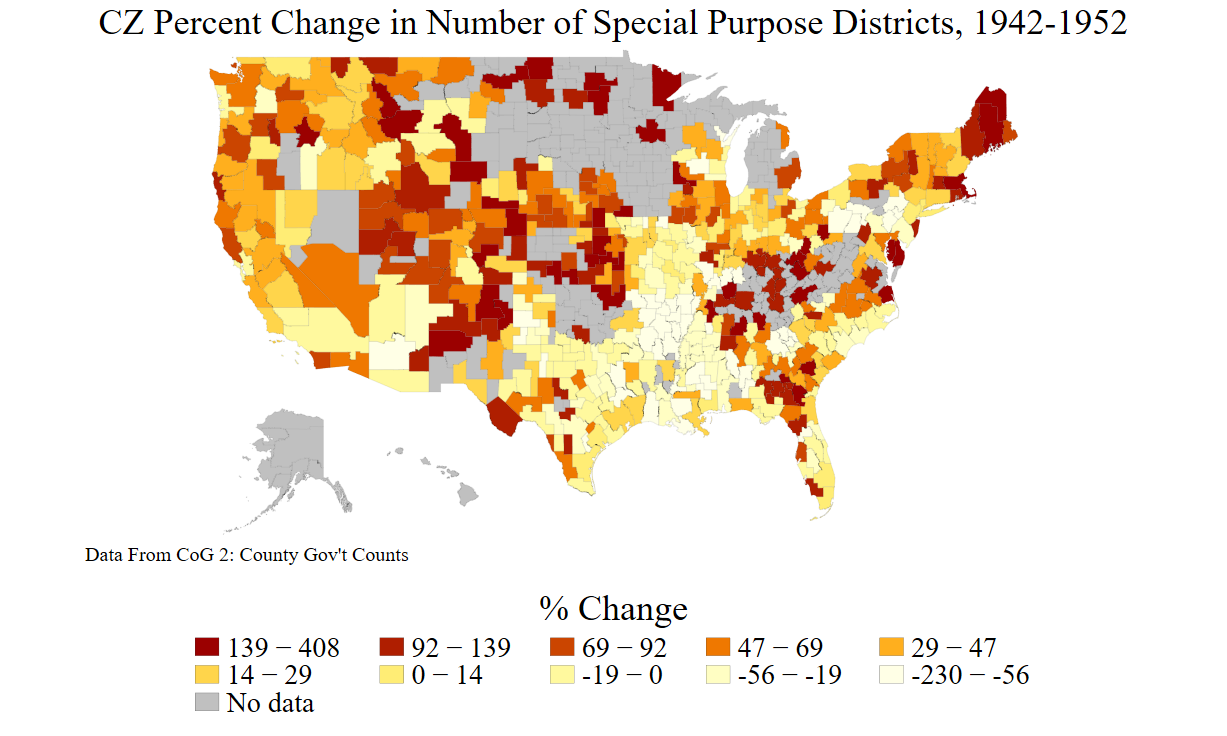 CZ Percent Change in Number of Special Purpose Districts, 1942-1952
Data From CoG 2: County Gov't Counts
% Change
139 − 408 92 − 139 69 − 92 47 − 69 29 − 47
14 − 29 0 − 14 -19 − 0 -56 − -19 -230 − -56
No data